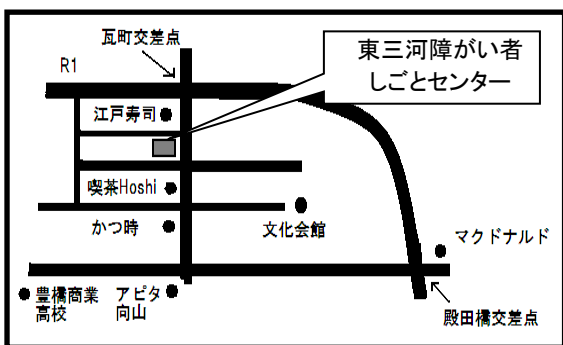 瓦町交差点
東三河障がい者
しごとセンター
R1
江戸寿司
喫茶Hoshi
かつ時
文化会館
マクドナルド
豊橋商業
高校
アピタ
向山
殿田橋交差点